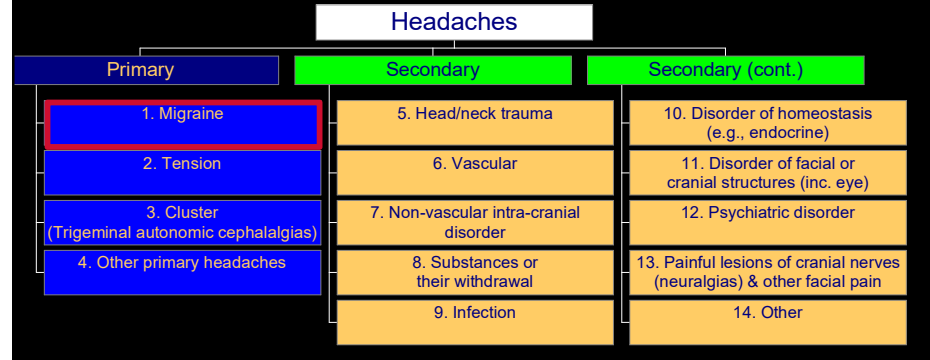 Headaches
Primary
Secondary
Secondary (cont.)
1. Migraine
2. Tension
3. Cluster
(Trigeminal autonomic cephalalgias)
4. Other primary headaches
5. Head/neck trauma
6. Vascular
7. Non-vascular intra-cranial
disorder
8. Substances or
their withdrawal
9. Infection
10. Disorder of homeostasis
(e.g., endocrine)
11. Disorder of facial or
cranial structures (inc. eye)
12. Psychiatric disorder
13. Painful lesions of cranial nerves
(neuralgias) & other facial pain
14. Other